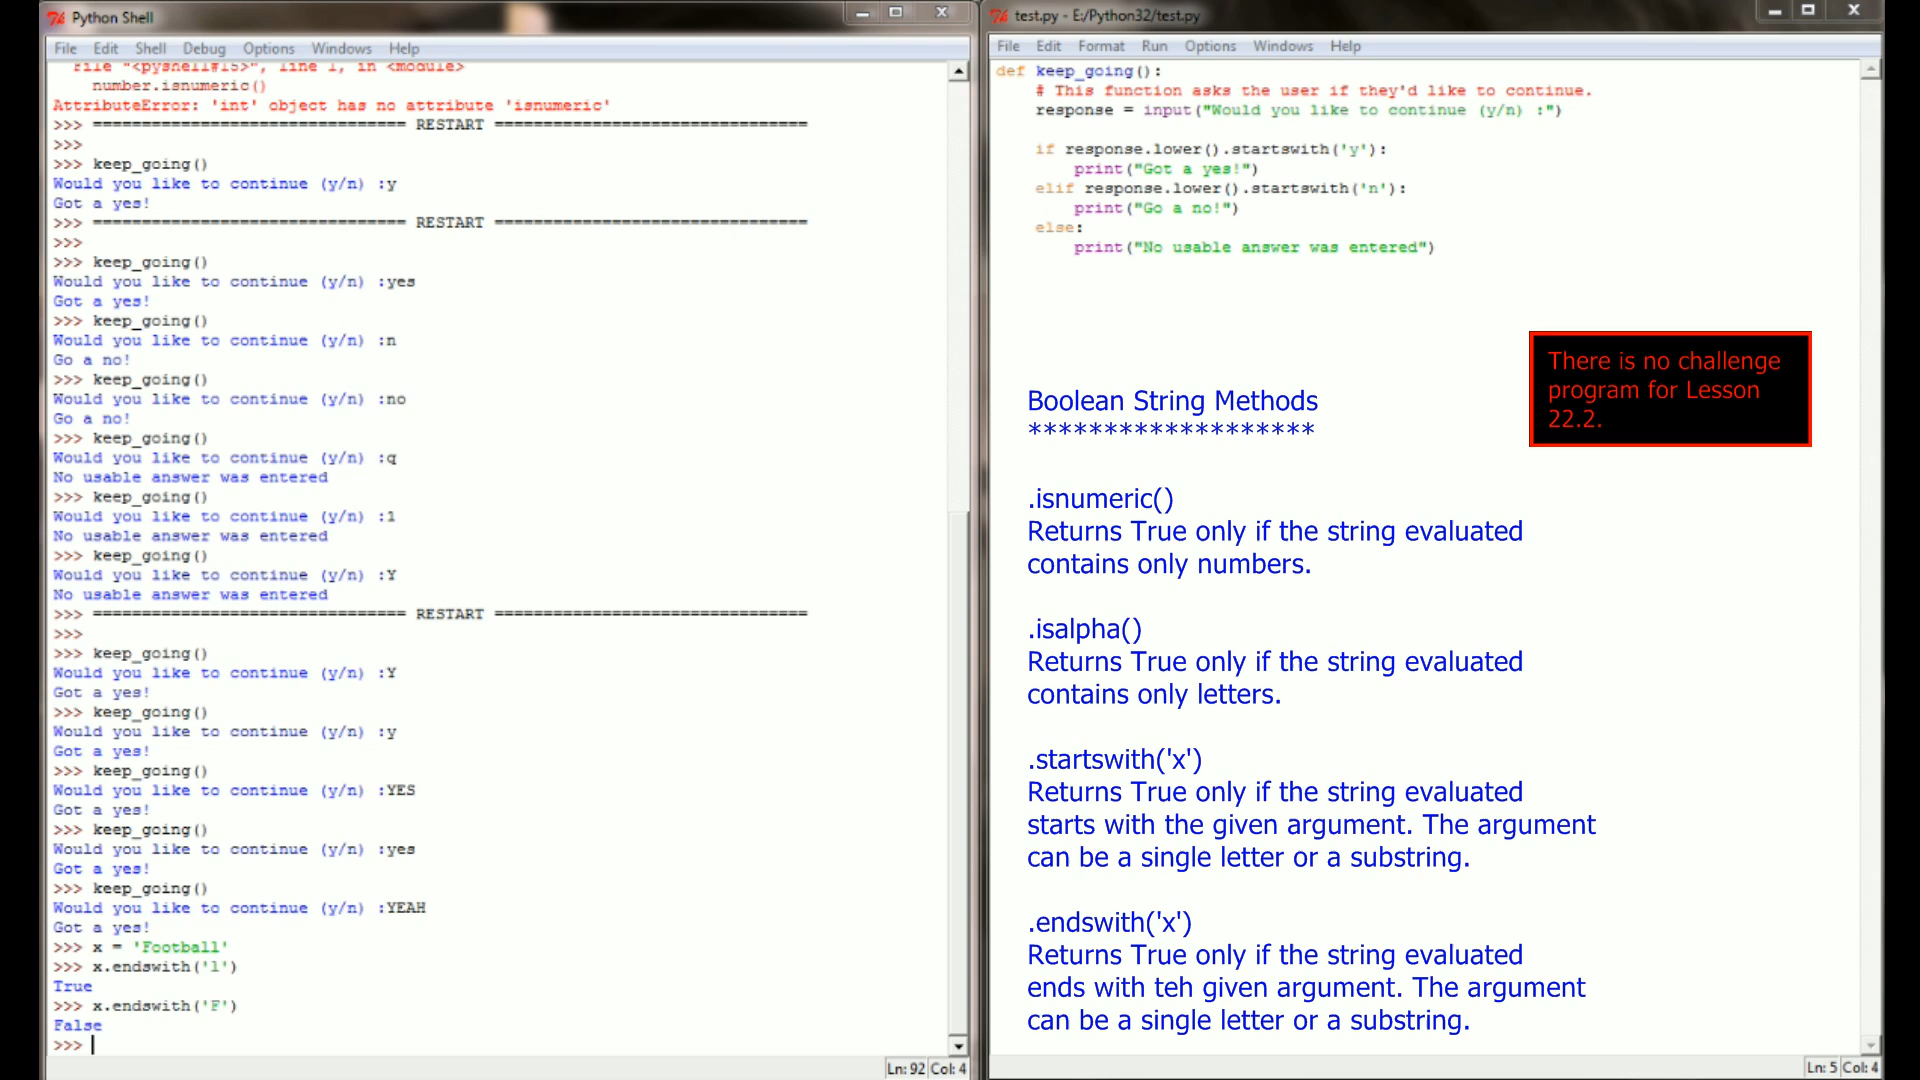 Python Shell
File Edit Shell Debug Options Windows Help
File "<pyshell#15>", line 1, in <module>
number.isnumeric()
AttributeError: 'int' object has no attribute 'isnumeric'
>>> ================================ RESTART ================================
>>>
>>> keep_going()
Would you like to continue (y/n) :y
Got a yes!
>>> ================================ RESTART ================================
>>>
>>> keep_going()
Would you like to continue (y/n) :yes
Got a yes!
>>> keep_going()
Would you like to continue (y/n) :n
Go a no!
>>> keep_going()
Would you like to continue (y/n) :no
Go a no!
>>> keep_going()
Would you like to continue (y/n) :q
No usable answer was entered
>>> keep_going()
Would you like to continue (y/n) :1
No usable answer was entered
>>> keep_going()
Would you like to continue (y/n) :Y
No usable answer was entered
>>> ================================ RESTART ================================
>>>
>>> keep_going()
Would you like to continue (y/n) :Y
Got a yes!
>>> keep_going()
Would you like to continue (y/n) :y
Got a yes!
>>> keep_going()
Would you like to continue (y/n) :YES
Got a yes!
>>> keep_going()
Would you like to continue (y/n) :yes
Got a yes!
>>> keep_going()
Would you like to continue (y/n) :YEAH
Got a yes!
>>> x = 'Football'
>>> x.endswith('l')
True
>>> x.endswith('F')
False
>>>
Ln: 92 Col: 4
test.py - E:/Python32/test.py
File Edit Format Run Options Windows Help
def keep_going():
# This function asks the user if they'd like to continue.
response = input("Would you like to continue (y/n) :")
if response.lower().startswith('y'):
print("Got a yes!")
elif response.lower().startswith('n'):
print("Go a no!")
else:
print("No usable answer was entered")
There is no challenge
program for Lesson
22.2.
Boolean String Methods
*******************
.isnumeric()
Returns True only if the string evaluated
contains only numbers.
.isalpha()
Returns True only if the string evaluated
contains only letters.
.startswith('x')
Returns True only if the string evaluated
starts with the given argument. The argument
can be a single letter or a substring.
.endswith('x')
Returns True only if the string evaluated
ends with teh given argument. The argument
can be a single letter or a substring.
Ln: 5 Col: 4